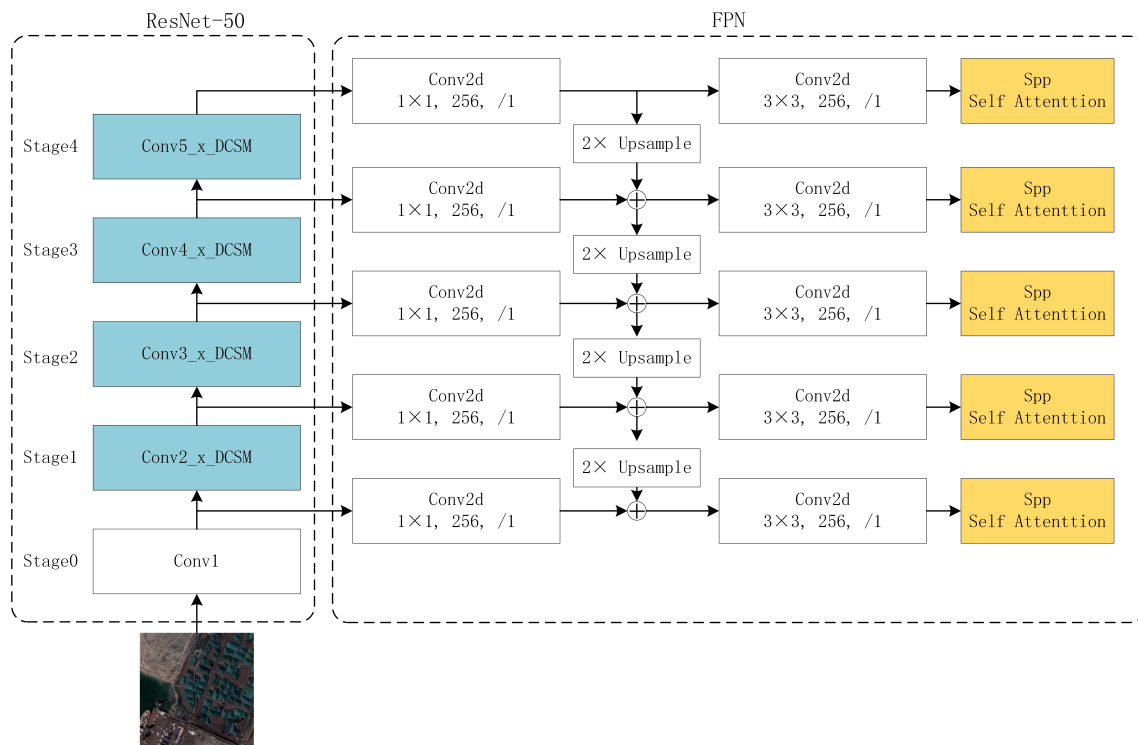 ResNet-50
FPN
Conv2d
1×1, 256, /1
Conv2d
3×3, 256, /1
Spp
Self Attenttion
Stage4
Conv5_x_DCSM
2× Upsample
Conv2d
1×1, 256, /1
Conv2d
3×3, 256, /1
Spp
Self Attenttion
Stage3
Conv4_x_DCSM
2× Upsample
Conv2d
1×1, 256, /1
Conv2d
3×3, 256, /1
Spp
Self Attenttion
Stage2
Conv3_x_DCSM
2× Upsample
Conv2d
1×1, 256, /1
Conv2d
3×3, 256, /1
Spp
Self Attenttion
Stage1
Conv2_x_DCSM
2× Upsample
Conv2d
1×1, 256, /1
Conv2d
3×3, 256, /1
Spp
Self Attenttion
Stage0
Conv1